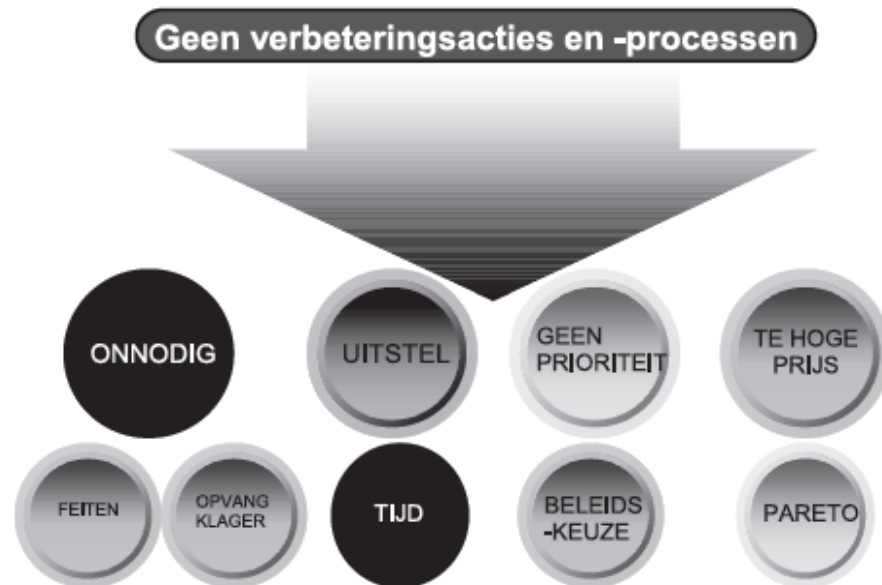 Geen verbeteringsacties en -processen
ONNODIG
UITSTEL
GEEN
PRIORITEIT
TE HOGE
PRIJS
FEITEN
OPVANG
KLAGER
TIJD
BELEIDS
-KEUZE
PARETO